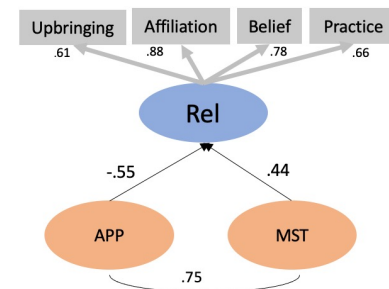 Upbringing Affiliation Belief Practice
.61 .88 .78 .66
Rel
-.55 .44
APP MST
.75